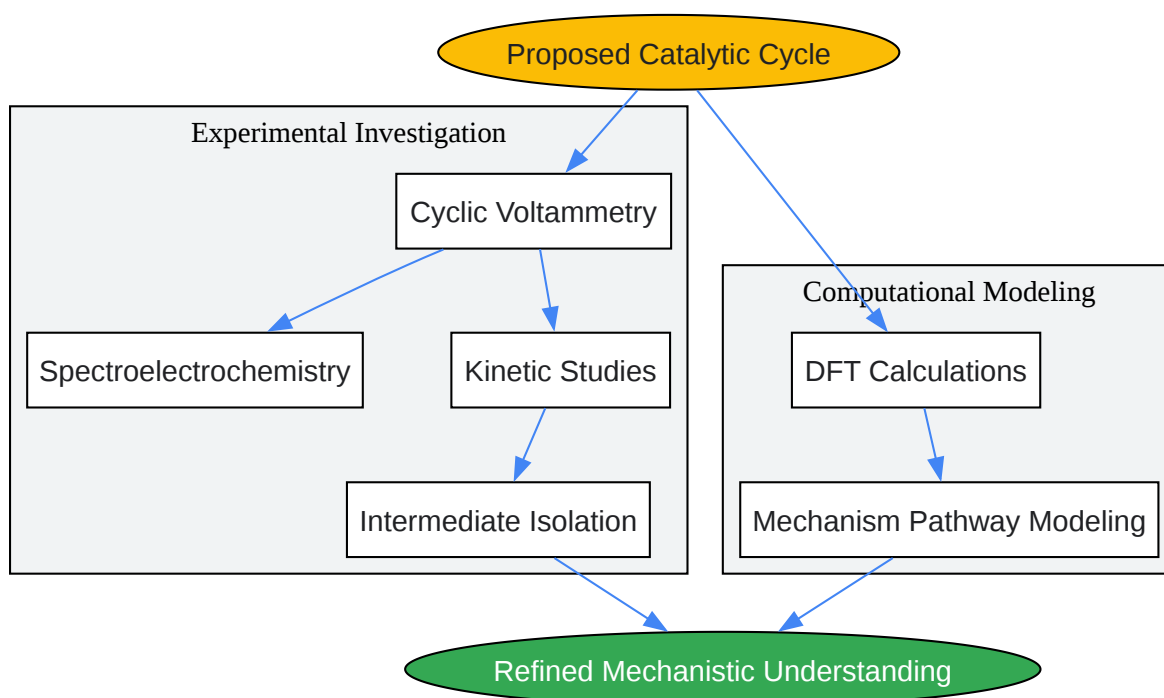 Proposed Catalytic Cycle
Experimental Investigation
Cyclic Voltammetry
Computational Modeling
Spectroelectrochemistry
Kinetic Studies
DFT Calculations
Intermediate Isolation
Mechanism Pathway Modeling
Refined Mechanistic Understanding